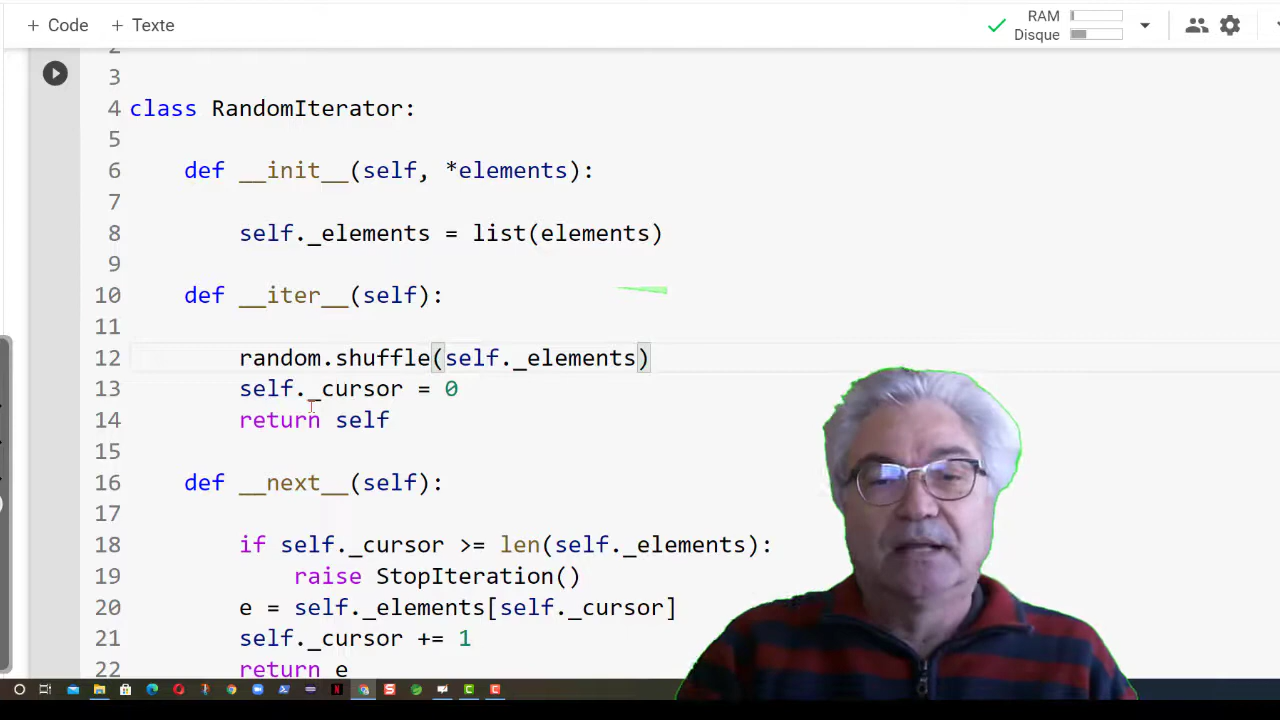 + Code + Texte
RAM
Disque
2
3
4 class RandomIterator:
5
6 def __init__(self, *elements):
7
8 self._elements = list(elements)
9
10 def __iter__(self):
11
12 random.shuffle(self._elements)
13 self._cursor = 0
14 return self
15
16 def __next__(self):
17
18 if self._cursor >= len(self._elements):
19 raise StopIteration()
20 e = self._elements[self._cursor]
21 self._cursor += 1
22 return e